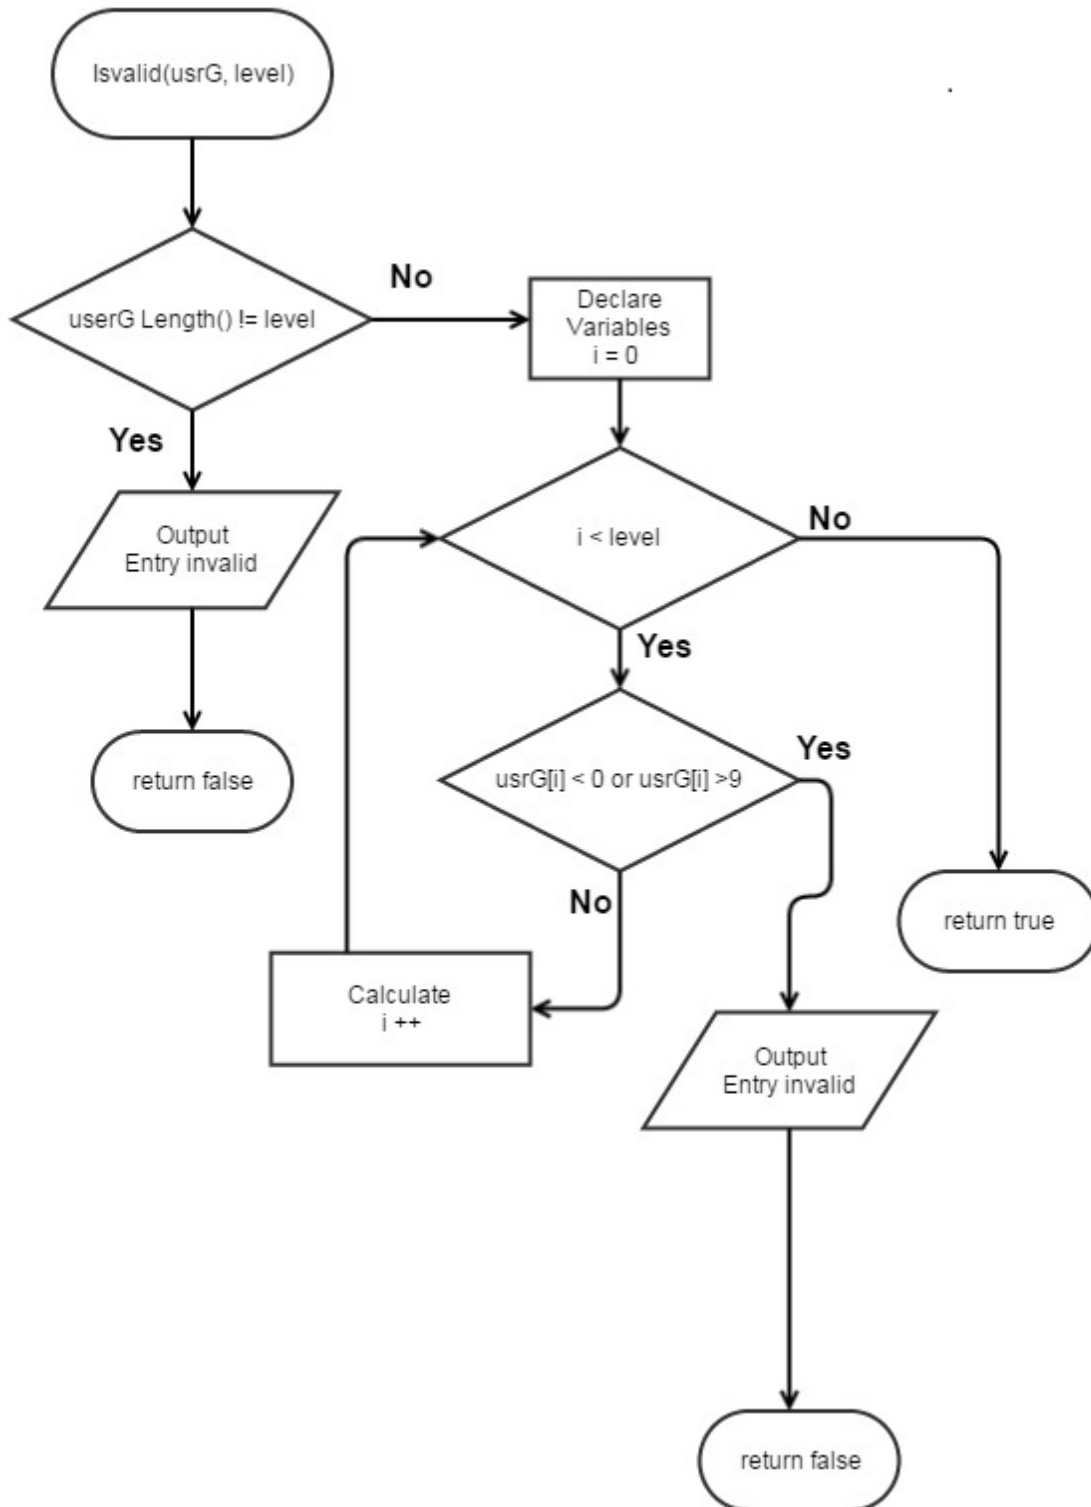 Isvalid(usrG, level)
No
userG Length() != level
Declare
Variables
i = 0
Yes
Output
Entry invalid
return false
i < level
No
Yes
usrG[i] < 0 or usrG[i] >9
Yes
No
return true
Calculate
i ++
Output
Entry invalid
return false